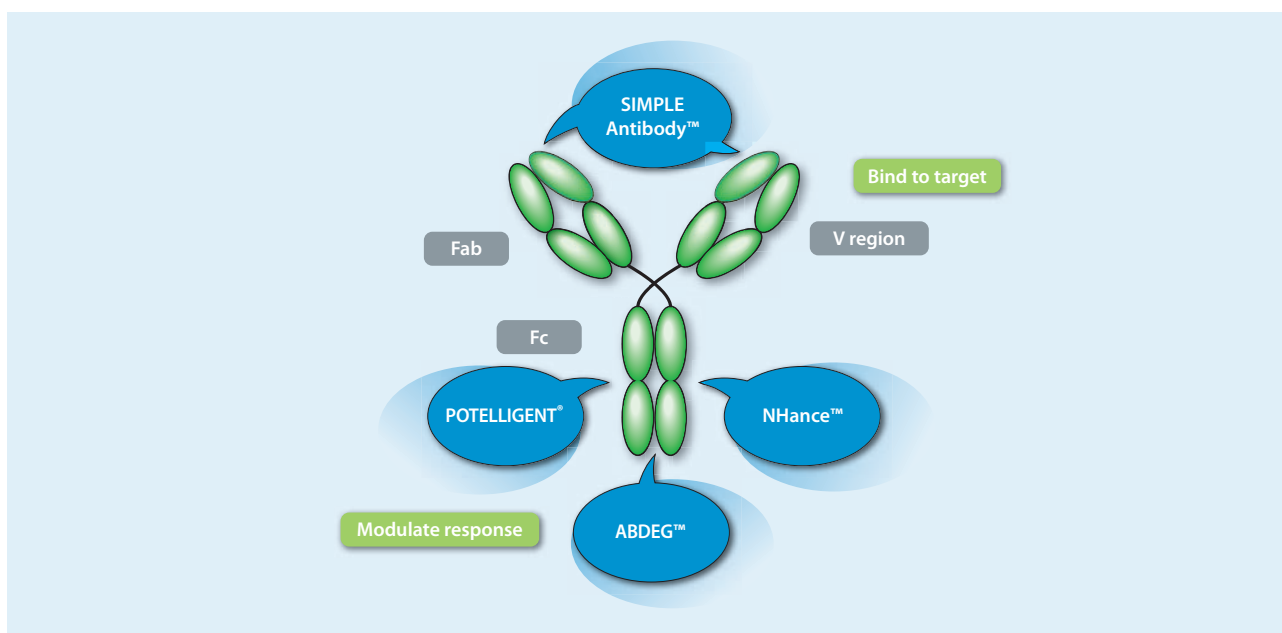 SIMPLE
Antibody™
Bind to target
Fab
V region
Fc
POTELLIGENT®
NHance™
Modulate response
ABDEG™